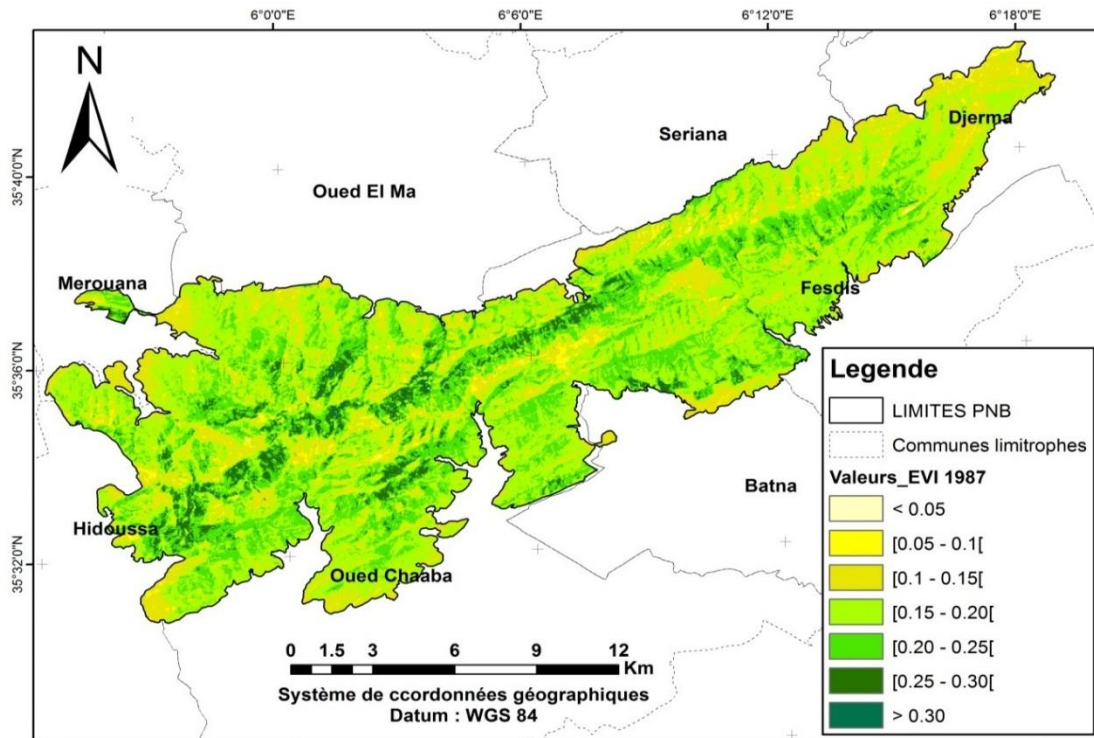 6°0'0"E 6°6'0"E 6°12'0"E 6°18'0"E
N
Djerma
Seriana
35°40'0"N
Oued El Ma
Merouana
Fesdis
35°36'0"N
Legende
LIMITES PNB
Communes limitrophes
Valeurs_EVI 1987
< 0.05
[0.05 - 0.1[
[0.1 - 0.15[
[0.15 - 0.20[
[0.20 - 0.25[
[0.25 - 0.30[
> 0.30
Batna
Hidoussa
35°32'0"N
Oued Chaaba
0 1.5 3 6 9 12
Km
Système de ccordonnées géographiques
Datum : WGS 84